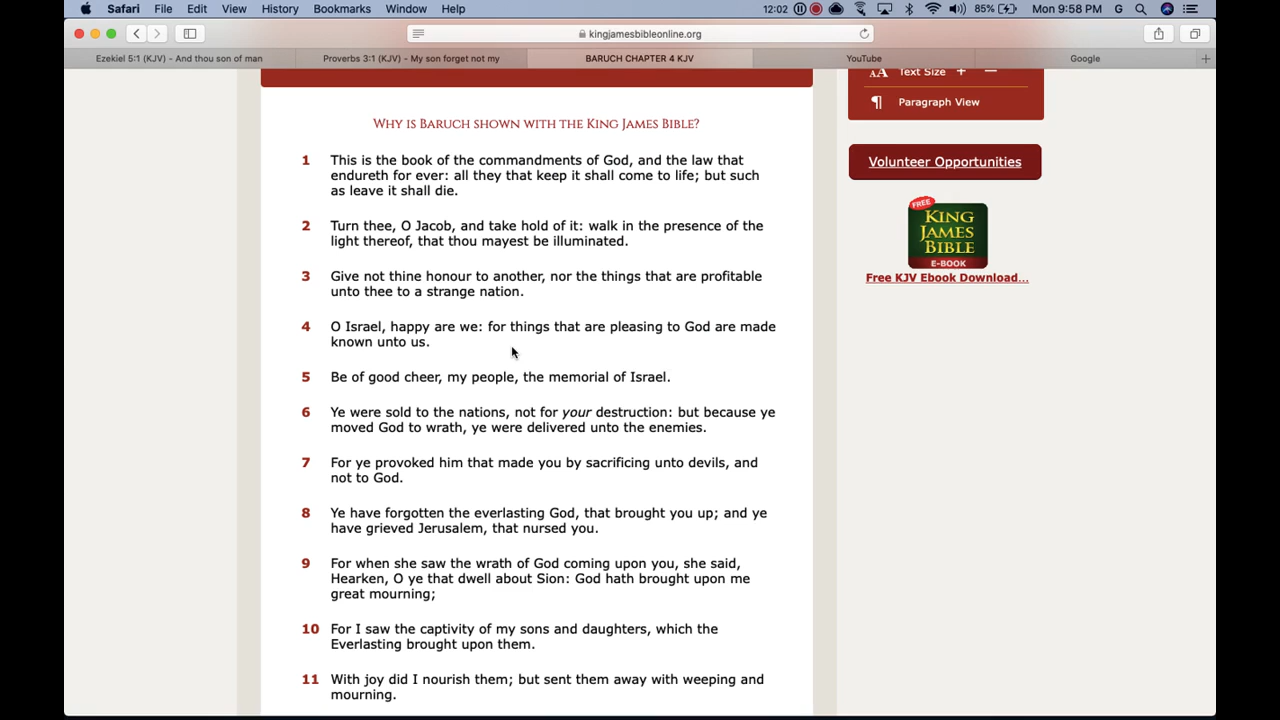 Safari File Edit View History Bookmarks Window Help 12:02 85% Mon 9:58 PM G
kingjamesbibleonline.org
Ezekiel 5:1 (KJV) - And thou son of man Proverbs 3:1 (KJV) - My son forget not my BARUCH CHAPTER 4 KJV YouTube Google
AA Text Size + —
¶ Paragraph View
WHY IS BARUCH SHOWN WITH THE KING JAMES BIBLE?
1 This is the book of the commandments of God, and the law that
endureth for ever: all they that keep it shall come to life; but such
as leave it shall die.
2 Turn thee, O Jacob, and take hold of it: walk in the presence of the
light thereof, that thou mayest be illuminated.
3 Give not thine honour to another, nor the things that are profitable
unto thee to a strange nation.
4 O Israel, happy are we: for things that are pleasing to God are made
known unto us.
5 Be of good cheer, my people, the memorial of Israel.
6 Ye were sold to the nations, not for your destruction: but because ye
moved God to wrath, ye were delivered unto the enemies.
7 For ye provoked him that made you by sacrificing unto devils, and
not to God.
8 Ye have forgotten the everlasting God, that brought you up; and ye
have grieved Jerusalem, that nursed you.
9 For when she saw the wrath of God coming upon you, she said,
Hearken, O ye that dwell about Sion: God hath brought upon me
great mourning;
10 For I saw the captivity of my sons and daughters, which the
Everlasting brought upon them.
11 With joy did I nourish them; but sent them away with weeping and
mourning.
Volunteer Opportunities
FREE
KING
JAMES
BIBLE
E-BOOK
Free KJV Ebook Download...